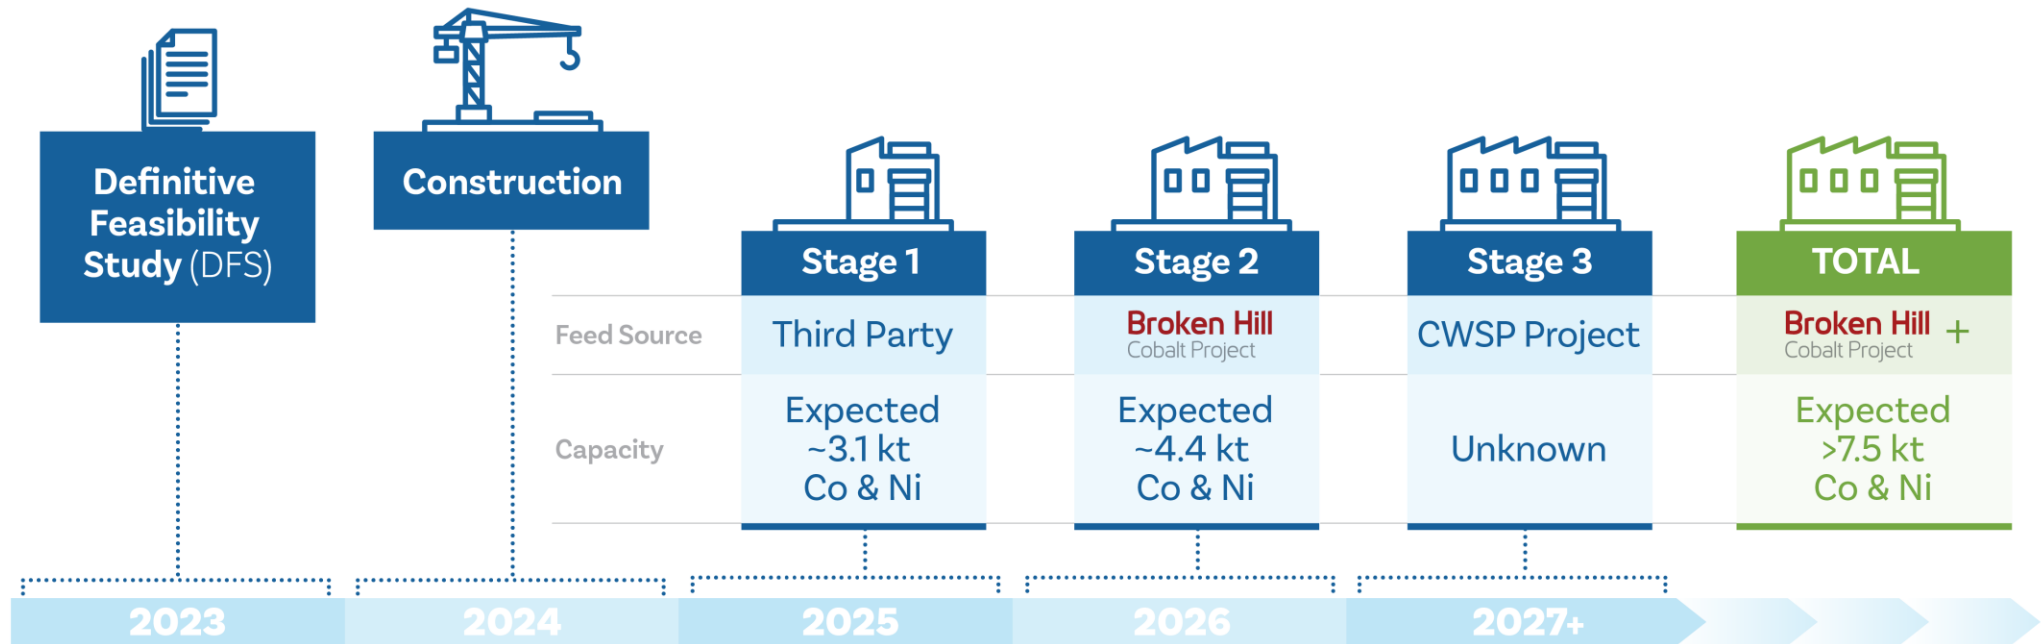 Definitive
Feasibility
Study (DFS)
Construction
Stage 1
Stage 2
Stage 3
TOTAL
Feed Source
Third Party
Broken Hill
Cobalt Project
CWSP Project
Broken Hill +
Cobalt Project
Capacity
Expected
~3.1 kt
Co & Ni
Expected
~4.4 kt
Co & Ni
Unknown
Expected
>7.5 kt
Co & Ni
2023
2024
2025
2026
2027+